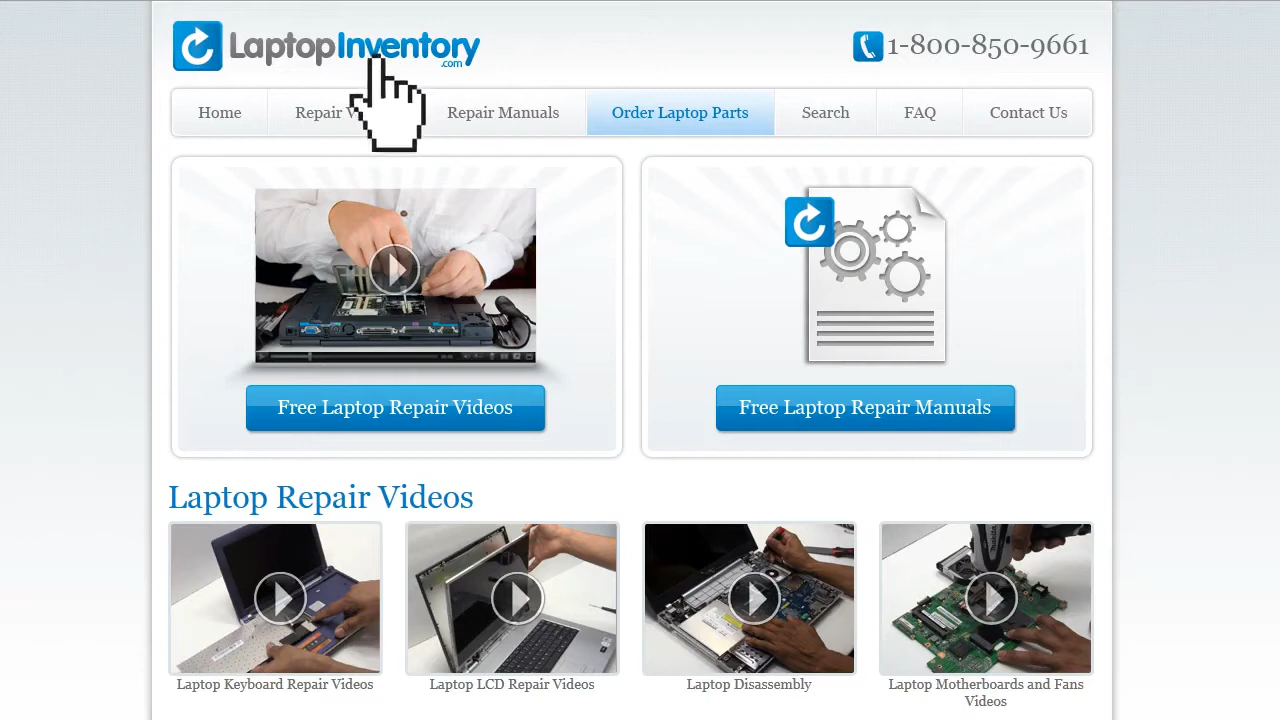 LaptopInventory
.com
1-800-850-9661
Home
Repair V
Repair Manuals
Order Laptop Parts
Search
FAQ
Contact Us
Free Laptop Repair Videos
Free Laptop Repair Manuals
Laptop Repair Videos
Laptop Keyboard Repair Videos
Laptop LCD Repair Videos
Laptop Disassembly
Laptop Motherboards and Fans
Videos